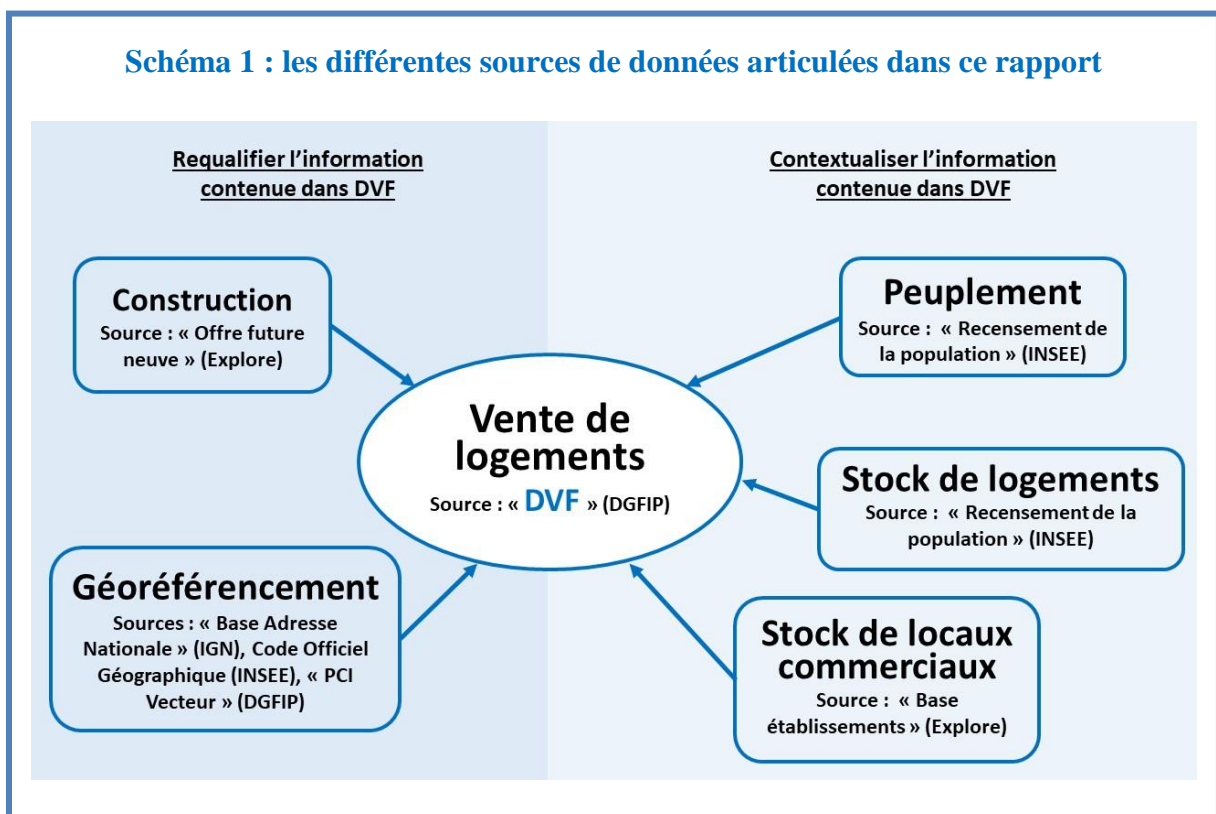 Schéma 1 : les différentes sources de données articulées dans ce rapport
Requalifier l'information
contenue dans DVF
Contextualiser l'information
contenue dans DVF
Construction
Source : « Offre future
neuve » (Explore)
Peuplement
Source : « Recensement de
la population » (INSEE)
Vente de
logements
Source : « DVF » (DGFIP)
Stock de logements
Source : « Recensement de la
population » (INSEE)
Géoréférencement
Sources : « Base Adresse
Nationale » (IGN), Code Officiel
Géographique (INSEE), « PCI
Vecteur » (DGFIP)
Stock de locaux
commerciaux
Source : « Base
établissements » (Explore)